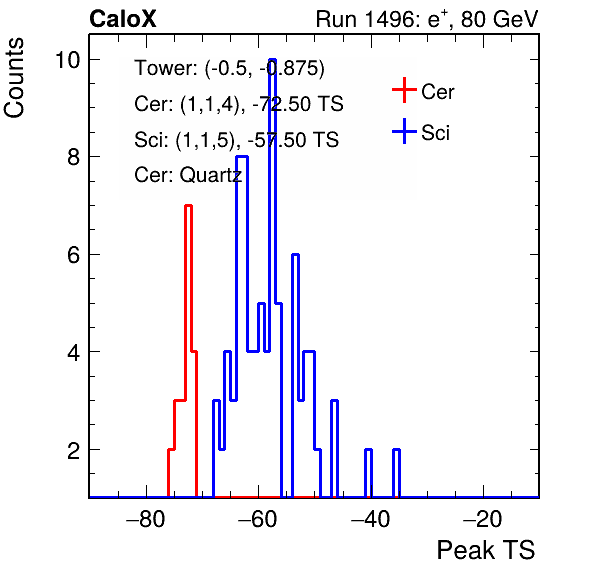 CaloX
Run 1496: e+, 80 GeV
Counts
Tower: (-0.5, -0.875)
Cer: (1,1,4), -72.50 TS
Sci: (1,1,5), -57.50 TS
Cer: Quartz
Cer
Sci
10
8
6
4
2
−80
−60
−40
−20
Peak TS